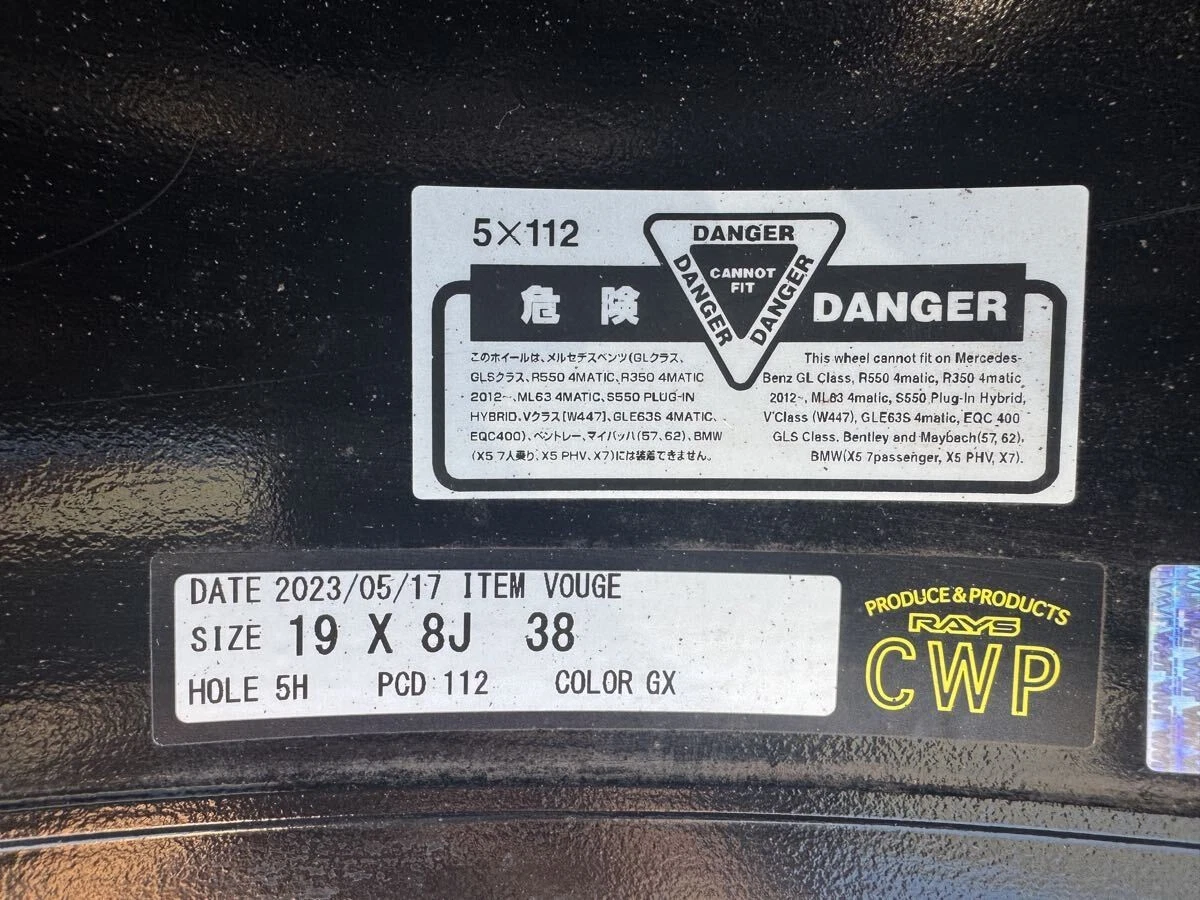 5×112
DANGER
DANGER
DANGER
CANNOT
FIT
危険
DANGER
このホイールは、メルセデスベンツ(GLクラス、
GLSクラス、R550 4MATIC、R350 4MATIC
2012~、ML63 4MATIC、S550 PLUG-IN
HYBRID、Vクラス[W447]、GLE63S 4MATIC、
EQC400)、ベントレー、マイバッハ(57、62)、BMW
(X5 7人乗り、X5 PHV、X7)には装着できません。
This wheel cannot fit on Mercedes-
Benz GL Class, R550 4matic, R350 4matic
2012~, ML63 4matic, S550 Plug-In Hybrid,
V Class (W447), GLE63S 4matic, EQC 400
GLS Class. Bentley and Maybach(57, 62),
BMW(X5 7passenger, X5 PHV, X7).
DATE 2023/05/17 ITEM VOUGE
SIZE 19 X 8J 38
HOLE 5H PCD 112 COLOR GX
PRODUCE & PRODUCTS
RAYS
CWP